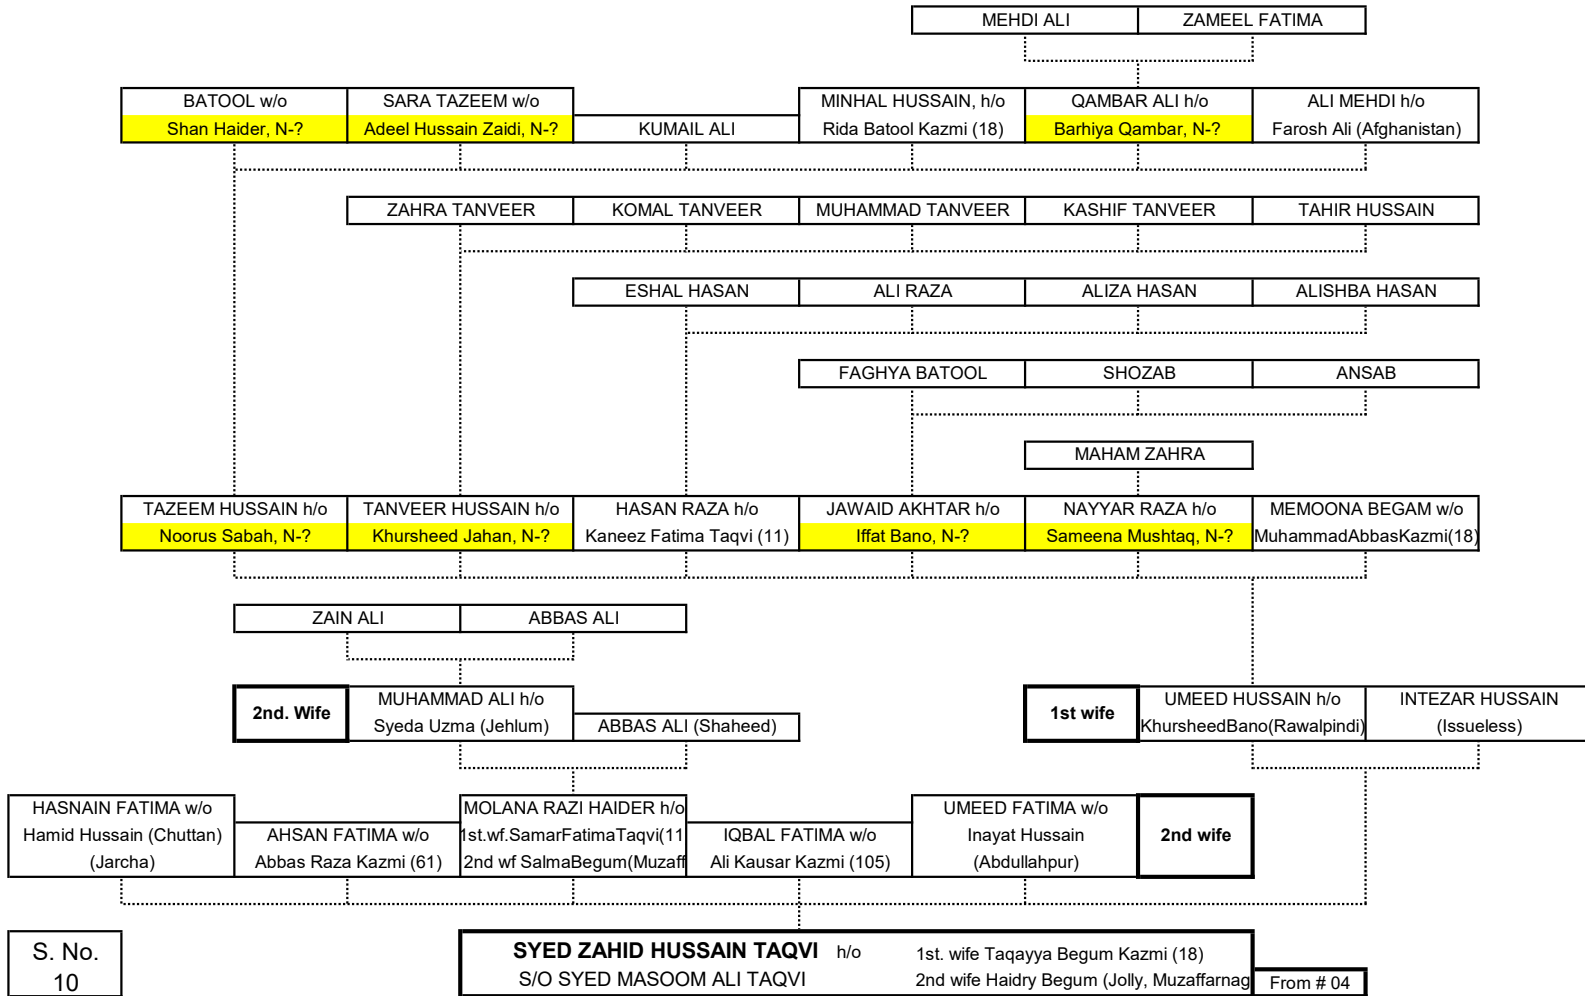 MEHDI ALI ZAMEEL FATIMA
BATOOL w/o SARA TAZEEM w/o MINHAL HUSSAIN, h/o QAMBAR ALI h/o ALI MEHDI h/o
Shan Haider, N-? Adeel Hussain Zaidi, N-? KUMAIL ALI Rida Batool Kazmi (18) Barhiya Qambar, N-? Farosh Ali (Afghanistan)
ZAHRA TANVEER KOMAL TANVEER MUHAMMAD TANVEER KASHIF TANVEER TAHIR HUSSAIN
ESHAL HASAN ALI RAZA ALIZA HASAN ALISHBA HASAN
FAGHYA BATOOL SHOZAB ANSAB
MAHAM ZAHRA
TAZEEM HUSSAIN h/o TANVEER HUSSAIN h/o HASAN RAZA h/o JAWAID AKHTAR h/o NAYYAR RAZA h/o MEMOONA BEGAM w/o
Noorus Sabah, N-? Khursheed Jahan, N-? Kaneez Fatima Taqvi (11) Iffat Bano, N-? Sameena Mushtaq, N-? MuhammadAbbasKazmi(18)
ZAIN ALI ABBAS ALI
2nd. Wife MUHAMMAD ALI h/o 1st wife UMEED HUSSAIN h/o INTEZAR HUSSAIN
Syeda Uzma (Jehlum) ABBAS ALI (Shaheed) KhursheedBano(Rawalpindi) (Issueless)
HASNAIN FATIMA w/o MOLANA RAZI HAIDER h/o UMEED FATIMA w/o
Hamid Hussain (Chuttan) AHSAN FATIMA w/o 1st.wf.SamarFatimaTaqvi(11 IQBAL FATIMA w/o Inayat Hussain 2nd wife
(Jarcha) Abbas Raza Kazmi (61) 2nd wf SalmaBegum(Muzaff Ali Kausar Kazmi (105) (Abdullahpur)
S. No. SYED ZAHID HUSSAIN TAQVI h/o 1st. wife Taqayya Begum Kazmi (18)
10 S/O SYED MASOOM ALI TAQVI 2nd wife Haidry Begum (Jolly, Muzaffarnag From # 04